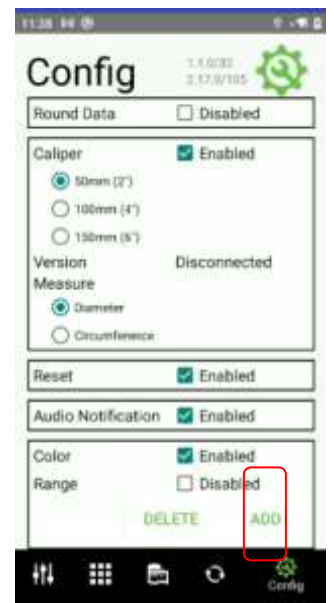 11:38
Config
1.1.0/32
2.17.0/105
Round Data Disabled
Caliper Enabled
50mm (2")
100mm (4")
150mm (6")
Version Disconnected
Measure
Diameter
Circumference
Reset Enabled
Audio Notification Enabled
Color Enabled
Range Disabled
DELETE ADD
Config